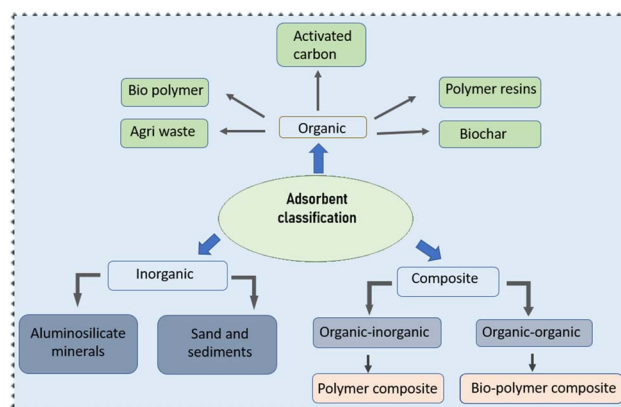 Activated
carbon
Bio polymer
Polymer resins
Agri waste
Organic
Biochar
Adsorbent
classification
Inorganic
Composite
Aluminosilicate
minerals
Sand and
sediments
Organic-inorganic
Organic-organic
Polymer composite
Bio-polymer composite